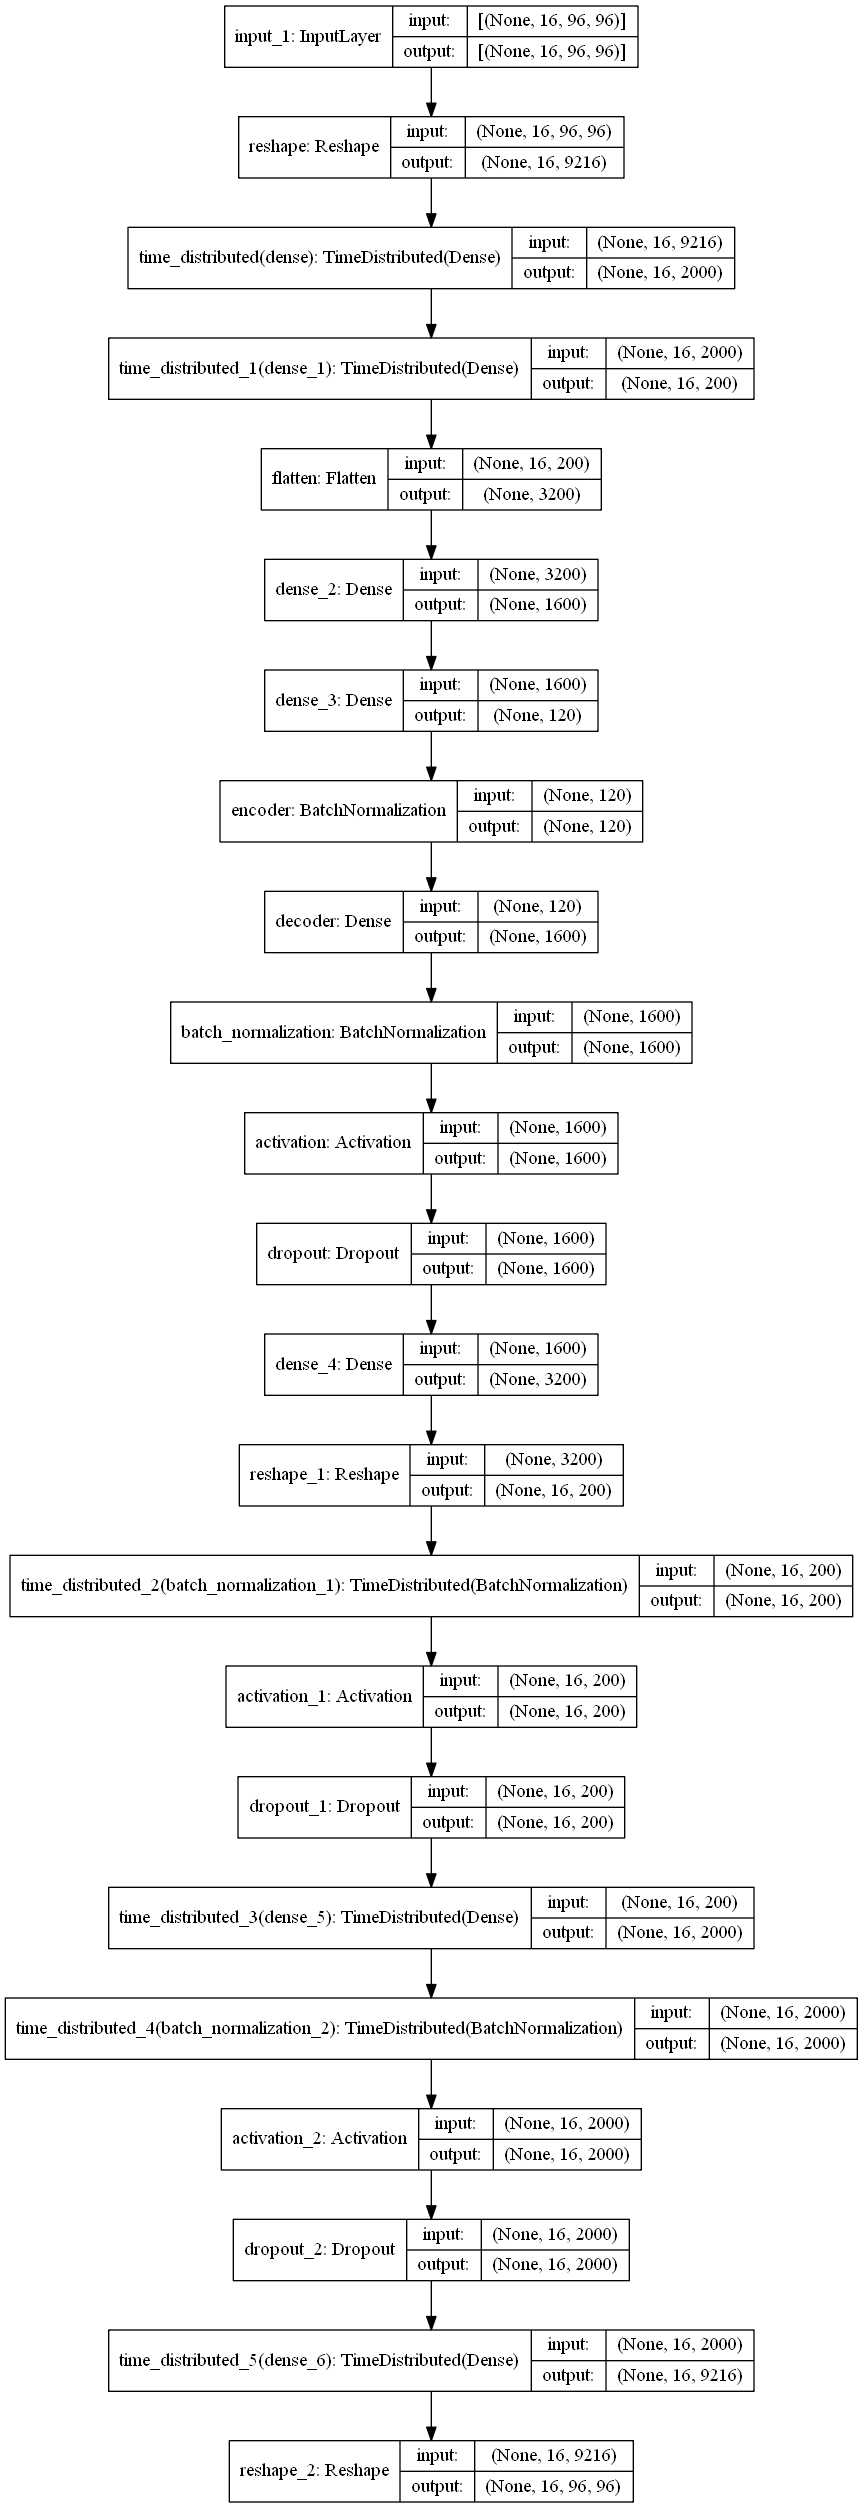 input_1: InputLayer
input: [(None, 16, 96, 96)]
output: [(None, 16, 96, 96)]
reshape: Reshape
input: (None, 16, 96, 96)
output: (None, 16, 9216)
time_distributed(dense): TimeDistributed(Dense)
input: (None, 16, 9216)
output: (None, 16, 2000)
time_distributed_1(dense_1): TimeDistributed(Dense)
input: (None, 16, 2000)
output: (None, 16, 200)
flatten: Flatten
input: (None, 16, 200)
output: (None, 3200)
dense_2: Dense
input: (None, 3200)
output: (None, 1600)
dense_3: Dense
input: (None, 1600)
output: (None, 120)
encoder: BatchNormalization
input: (None, 120)
output: (None, 120)
decoder: Dense
input: (None, 120)
output: (None, 1600)
batch_normalization: BatchNormalization
input: (None, 1600)
output: (None, 1600)
activation: Activation
input: (None, 1600)
output: (None, 1600)
dropout: Dropout
input: (None, 1600)
output: (None, 1600)
dense_4: Dense
input: (None, 1600)
output: (None, 3200)
reshape_1: Reshape
input: (None, 3200)
output: (None, 16, 200)
time_distributed_2(batch_normalization_1): TimeDistributed(BatchNormalization)
input: (None, 16, 200)
output: (None, 16, 200)
activation_1: Activation
input: (None, 16, 200)
output: (None, 16, 200)
dropout_1: Dropout
input: (None, 16, 200)
output: (None, 16, 200)
time_distributed_3(dense_5): TimeDistributed(Dense)
input: (None, 16, 200)
output: (None, 16, 2000)
time_distributed_4(batch_normalization_2): TimeDistributed(BatchNormalization)
input: (None, 16, 2000)
output: (None, 16, 2000)
activation_2: Activation
input: (None, 16, 2000)
output: (None, 16, 2000)
dropout_2: Dropout
input: (None, 16, 2000)
output: (None, 16, 2000)
time_distributed_5(dense_6): TimeDistributed(Dense)
input: (None, 16, 2000)
output: (None, 16, 9216)
reshape_2: Reshape
input: (None, 16, 9216)
output: (None, 16, 96, 96)